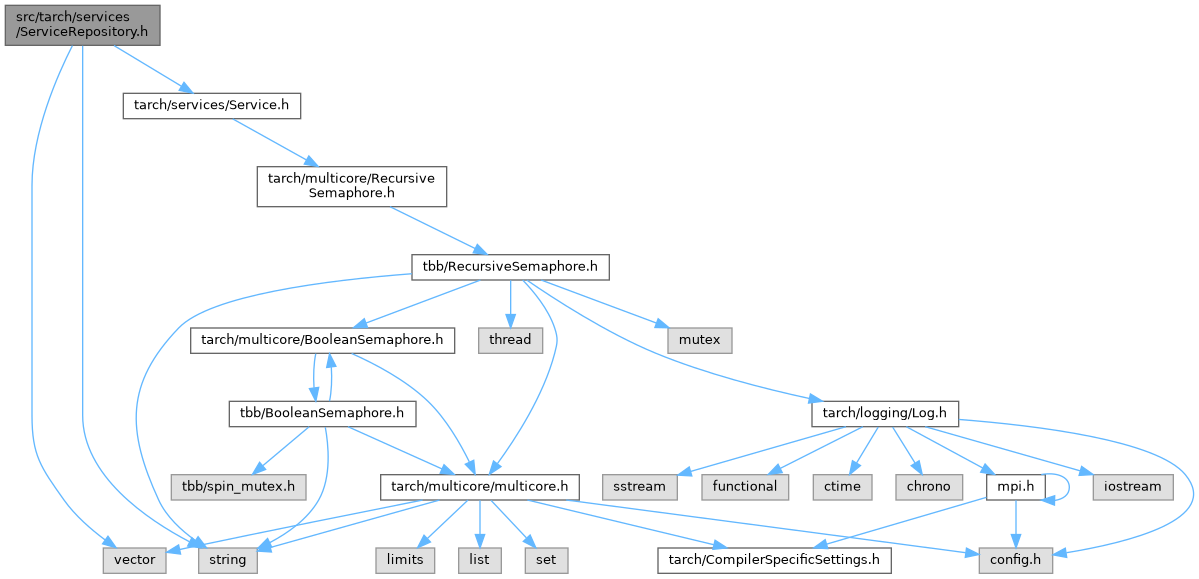 src/tarch/services
/ServiceRepository.h
tarch/services/Service.h
tarch/multicore/Recursive
Semaphore.h
tbb/RecursiveSemaphore.h
tarch/multicore/BooleanSemaphore.h
thread
mutex
tbb/BooleanSemaphore.h
tarch/logging/Log.h
tbb/spin_mutex.h
tarch/multicore/multicore.h
sstream
functional
ctime
chrono
mpi.h
iostream
vector
string
limits
list
set
tarch/CompilerSpecificSettings.h
config.h